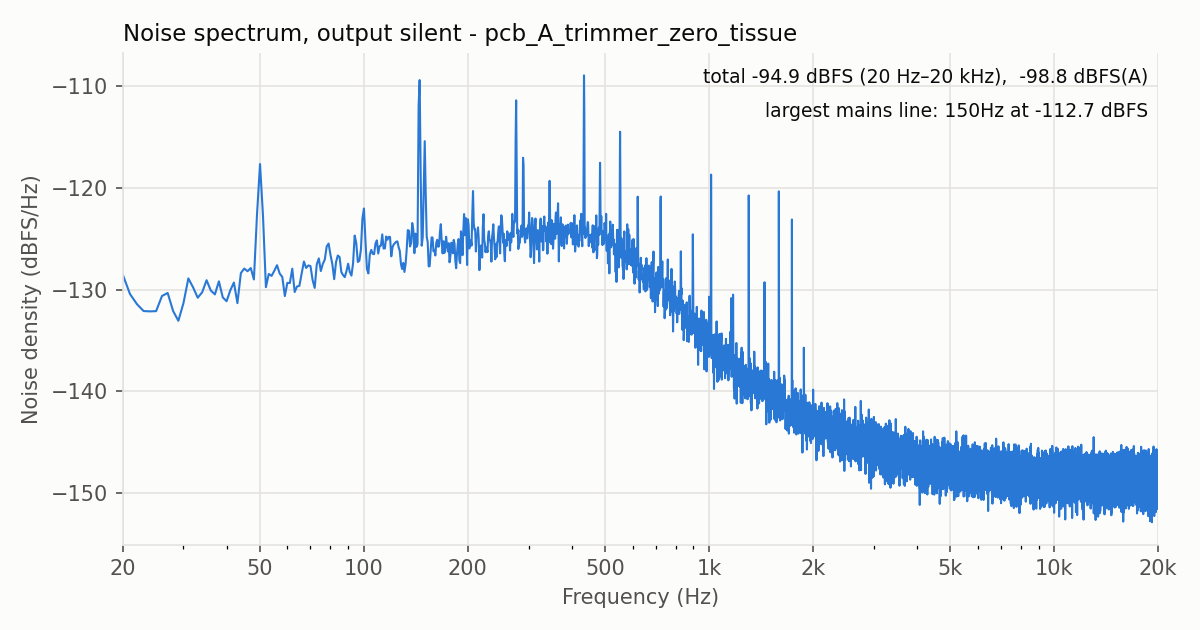 Noise spectrum, output silent - pcb_A_trimmer_zero_tissue
total -94.9 dBFS (20 Hz–20 kHz),  -98.8 dBFS(A)
largest mains line: 150Hz at -112.7 dBFS
Noise density (dBFS/Hz)
−110
−120
−130
−140
−150
20 50 100 200 500 1k 2k 5k 10k 20k
Frequency (Hz)